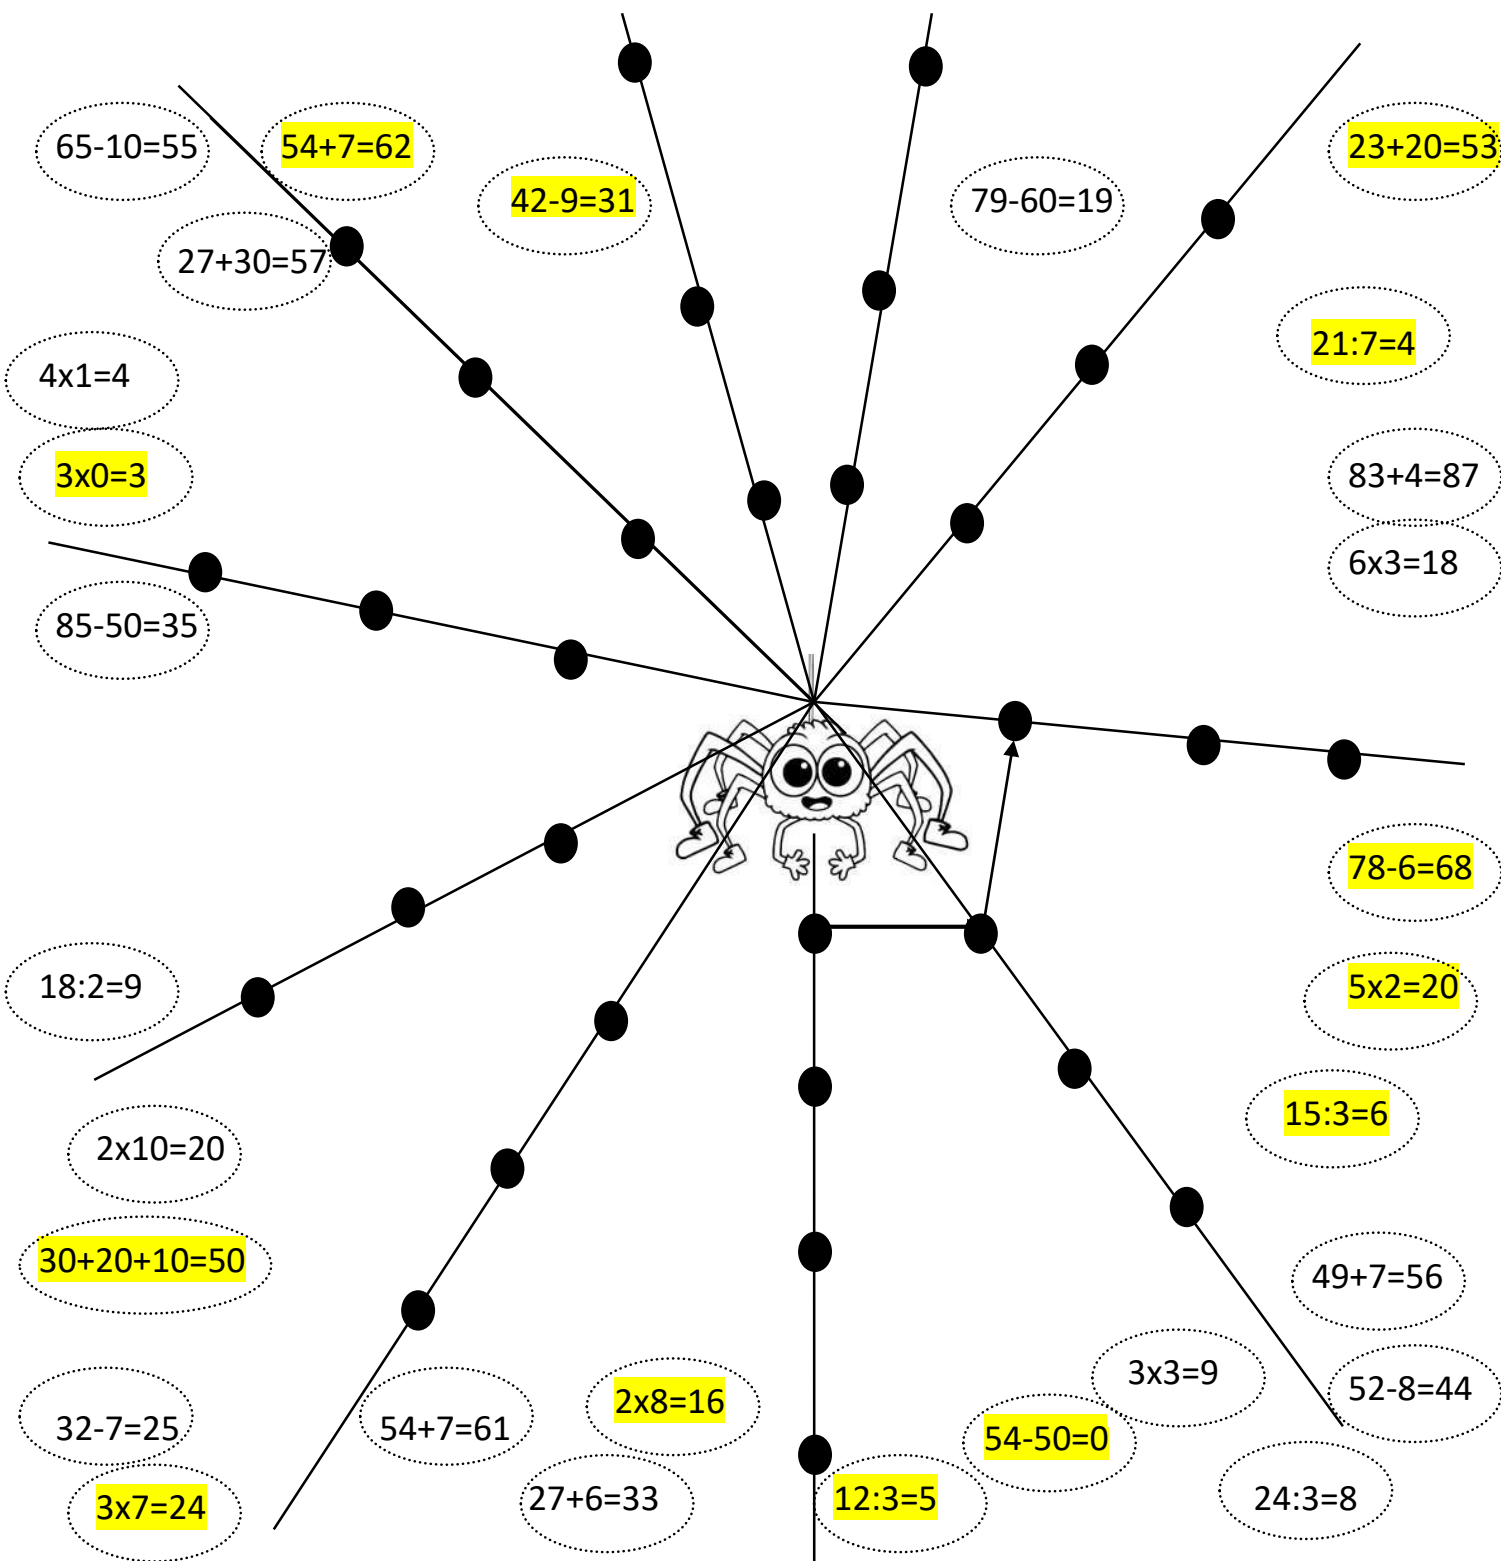 65-10=55
54+7=62
23+20=53
42-9=31
79-60=19
27+30=57
21:7=4
4x1=4
3x0=3
83+4=87
6x3=18
85-50=35
78-6=68
18:2=9
5x2=20
15:3=6
2x10=20
30+20+10=50
49+7=56
3x3=9
52-8=44
2x8=16
32-7=25
54+7=61
54-50=0
27+6=33
12:3=5
24:3=8
3x7=24